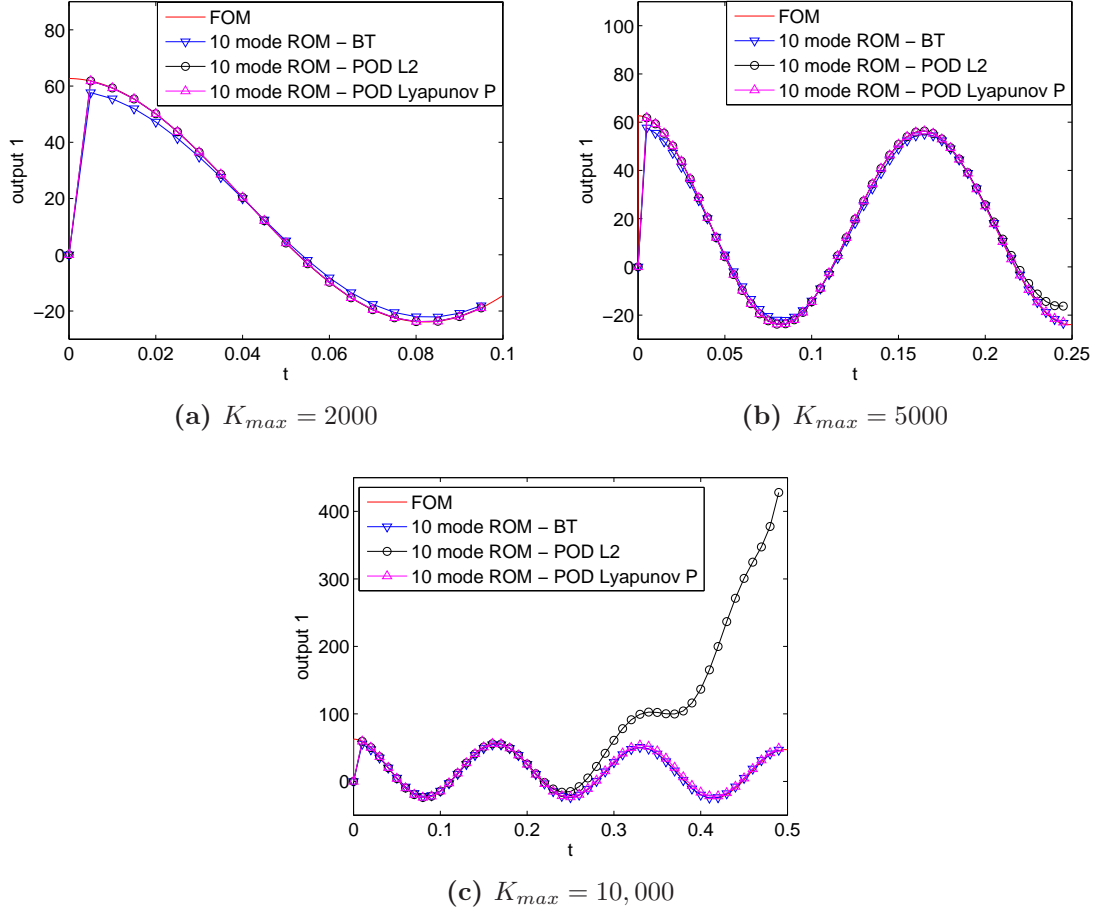 80
60
40
20
0
−20
0
0.02
0.04
0.06
0.08
0.1
output 1
t
FOM
10 mode ROM − BT
10 mode ROM − POD L2
10 mode ROM − POD Lyapunov P
(a) K_max = 2000
100
80
60
40
20
0
−20
0
0.05
0.1
0.15
0.2
0.25
output 1
t
FOM
10 mode ROM − BT
10 mode ROM − POD L2
10 mode ROM − POD Lyapunov P
(b) K_max = 5000
400
300
200
100
0
0
0.1
0.2
0.3
0.4
0.5
output 1
t
FOM
10 mode ROM − BT
10 mode ROM − POD L2
10 mode ROM − POD Lyapunov P
(c) K_max = 10,000